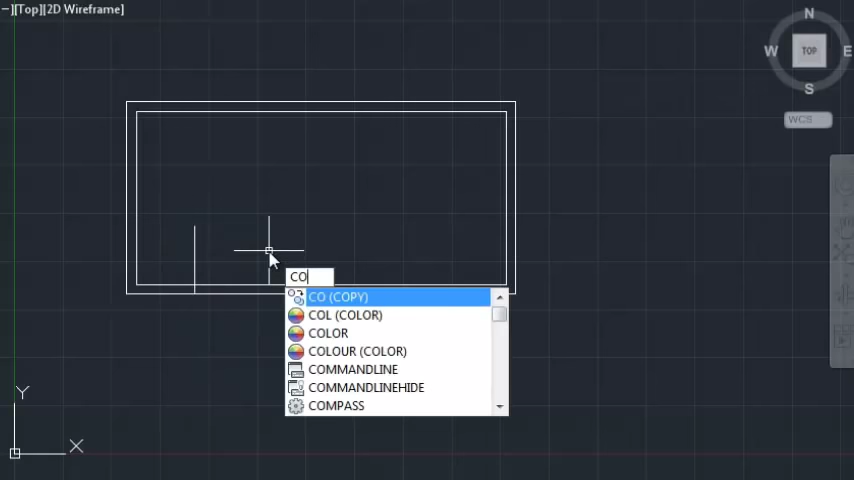 −][Top][2D Wireframe]
N
W
TOP
E
S
WCS
CO
CO (COPY)
COL (COLOR)
COLOR
COLOUR (COLOR)
COMMANDLINE
COMMANDLINEHIDE
COMPASS
Y
X